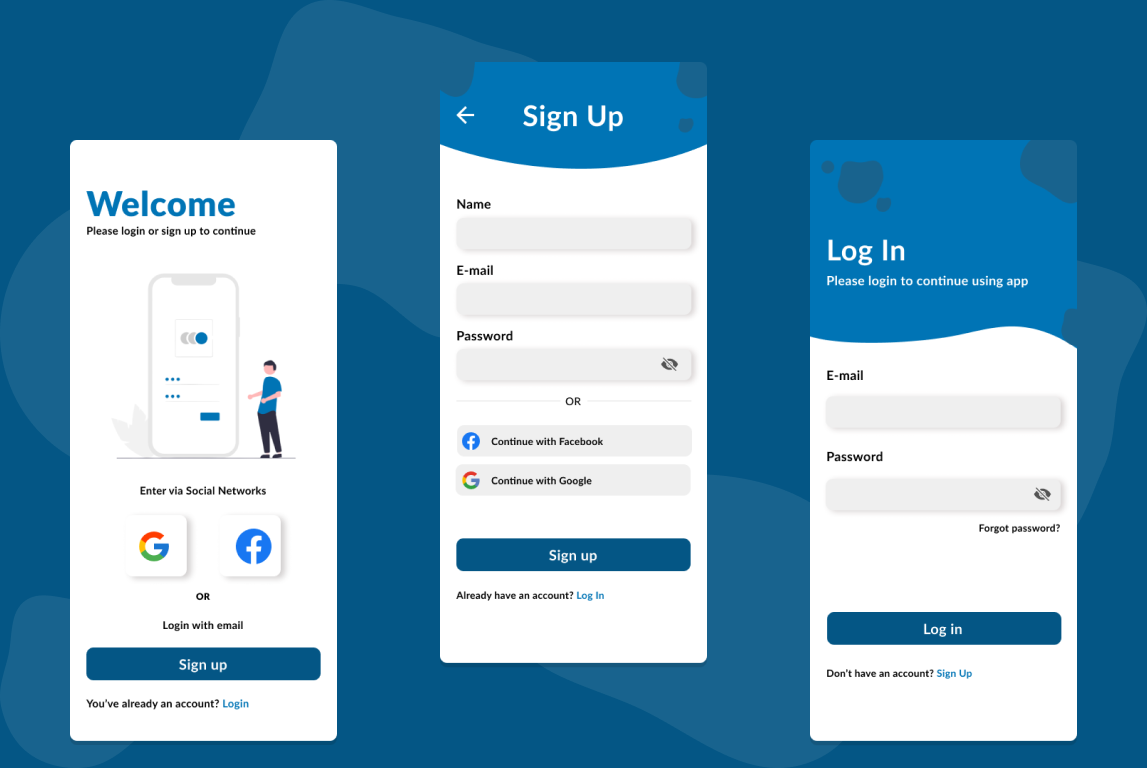 Welcome
Please login or sign up to continue
Enter via Social Networks
OR
Login with email
Sign up
You've already an account? Login
Sign Up
Name
E-mail
Password
OR
Continue with Facebook
Continue with Google
Sign up
Already have an account? Log In
Log In
Please login to continue using app
E-mail
Password
Forgot password?
Log in
Don't have an account? Sign Up